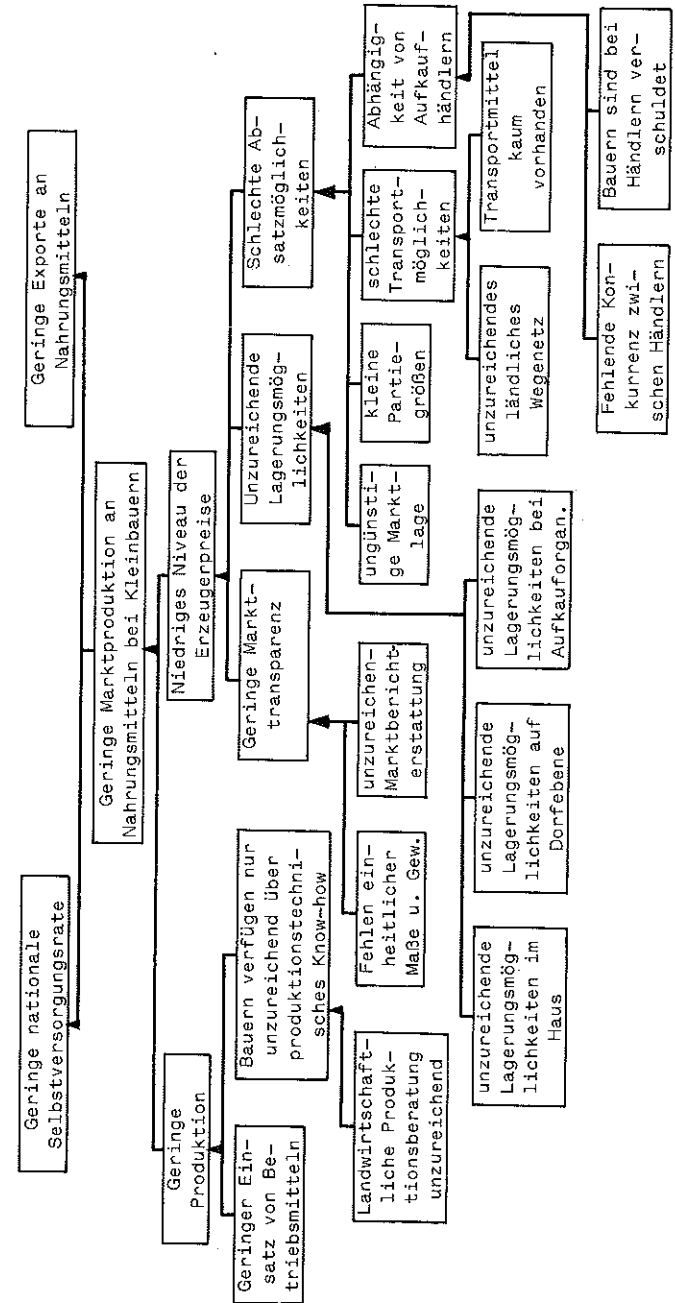 Geringe nationale
Selbstversorgungsrate
Geringe Exporte an
Nahrungsmitteln
Geringe Marktproduktion an
Nahrungsmitteln bei Kleinbauern
Geringe
Produktion
Niedriges Niveau der
Erzeugerpreise
Geringer Ein-
satz von Be-
triebsmitteln
Bauern verfügen nur
unzureichend über
produktionstechni-
sches Know-how
Geringe Markt-
transparenz
Unzureichende
Lagerungsmög-
lichkeiten
Schlechte Ab-
satzmöglich-
keiten
Landwirtschaft-
liche Produk-
tionsberatung
unzureichend
Fehlen ein-
heitlicher
Maße u. Gew.
unzureichen-
Marktbericht-
erstattung
ungünsti-
ge Markt-
lage
kleine
Partie-
größen
schlechte
Transport-
möglich-
keiten
Abhängig-
keit von
Aufkauf-
händlern
unzureichende
Lagerungsmög-
lichkeiten im
Haus
unzureichende
Lagerungsmög-
lichkeiten auf
Dorfebene
unzureichende
Lagerungsmög-
lichkeiten bei
Aufkauforgan.
unzureichendes
ländliches
Wegenetz
Transportmittel
kaum
vorhanden
Fehlende Kon-
kurrenz zwi-
schen Händlern
Bauern sind bei
Händlern ver-
schuldet